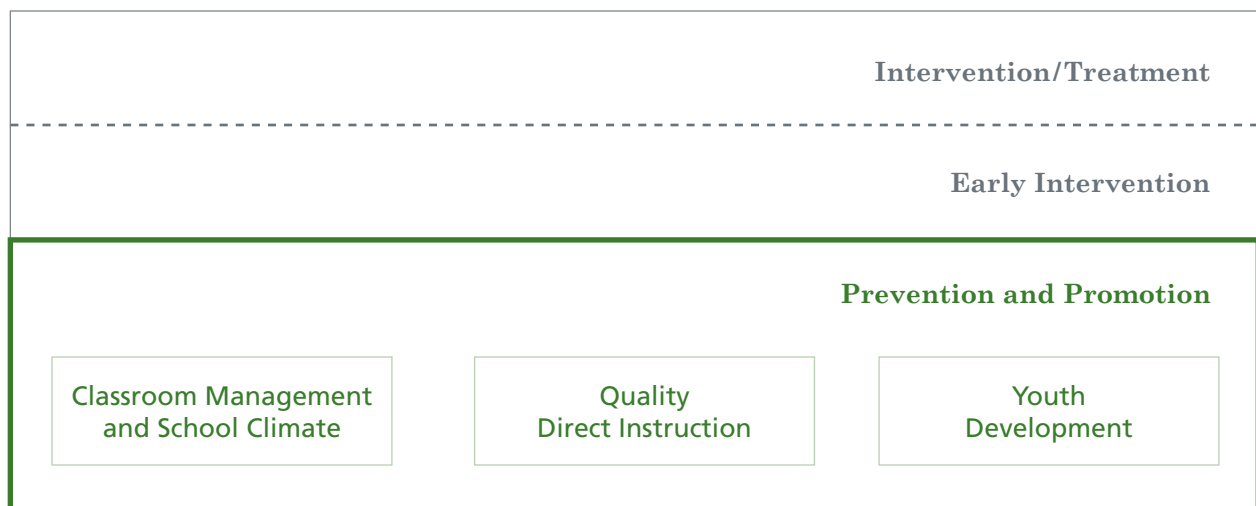 Intervention/Treatment
Early Intervention
Prevention and Promotion
Classroom Management
and School Climate
Quality
Direct Instruction
Youth
Development